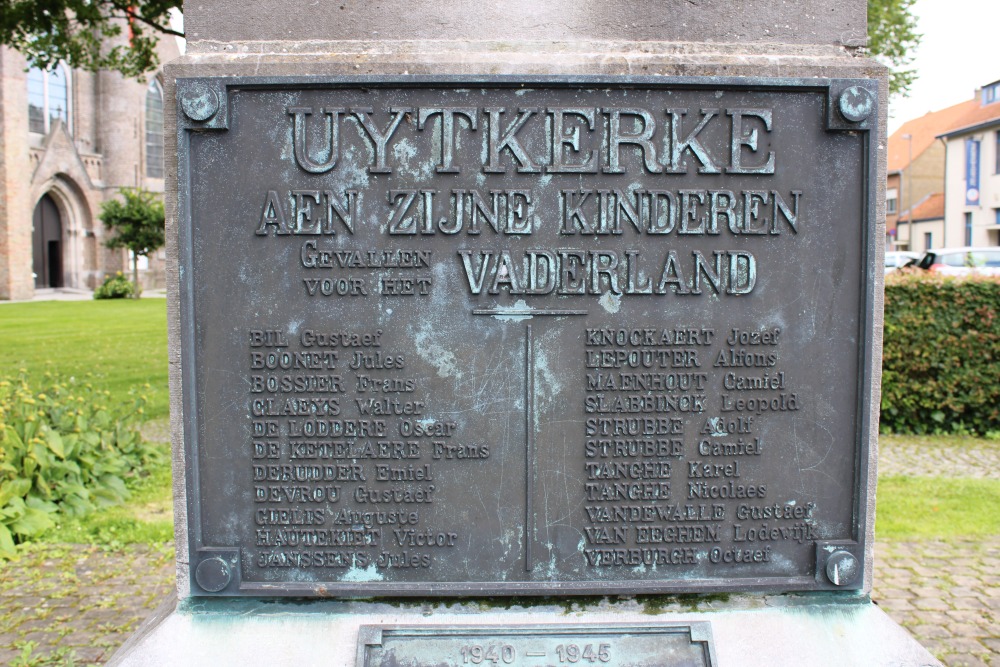 UYTKERKE
AEN ZIJNE KINDEREN
GEVALLEN
VOOR HET VADERLAND
BIL Gustaef
BOONET Jules
BOSSIER Frans
CLAEYS Walter
DE LODDERE Oscar
DE KETELAERE Frans
DERUDDER Emiel
DEVROU Gustaef
GIELIS Auguste
HAUTEKIET Victor
JANSSENS Jules
KNOCKAERT Jozef
LEPOUTER Alfons
MAENHOUT Camiel
SLABBINCK Leopold
STRUBBE Adolf
STRUBBE Camiel
TANGHE Karel
TANGHE Nicolaes
VANDEWALLE Gustaef
VAN EEGHEM Lodewijk
VERBURGH Octaef
1940 - 1945